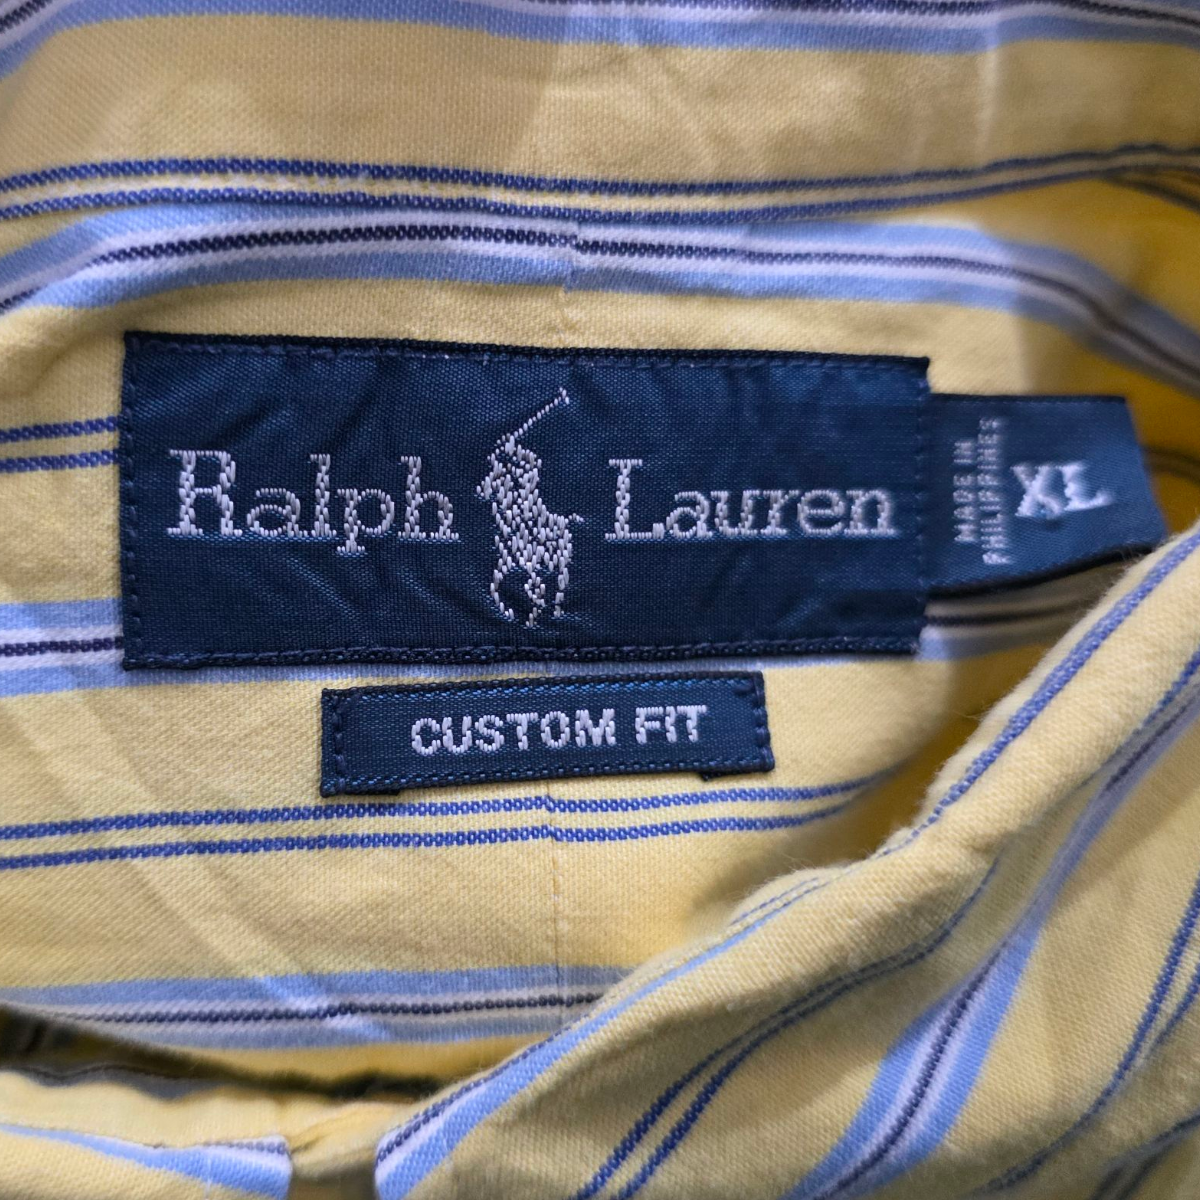 Ralph Lauren
MADE IN
PHILIPPINES
XL
CUSTOM FIT